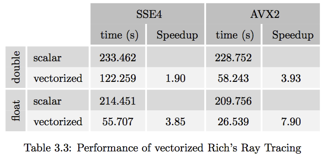 SSE4 AVX2
time (s) Speedup time (s) Speedup
double
scalar 233.462 228.752
vectorized 122.259 1.90 58.243 3.93
float
scalar 214.451 209.756
vectorized 55.707 3.85 26.539 7.90
Table 3.3: Performance of vectorized Rich's Ray Tracing